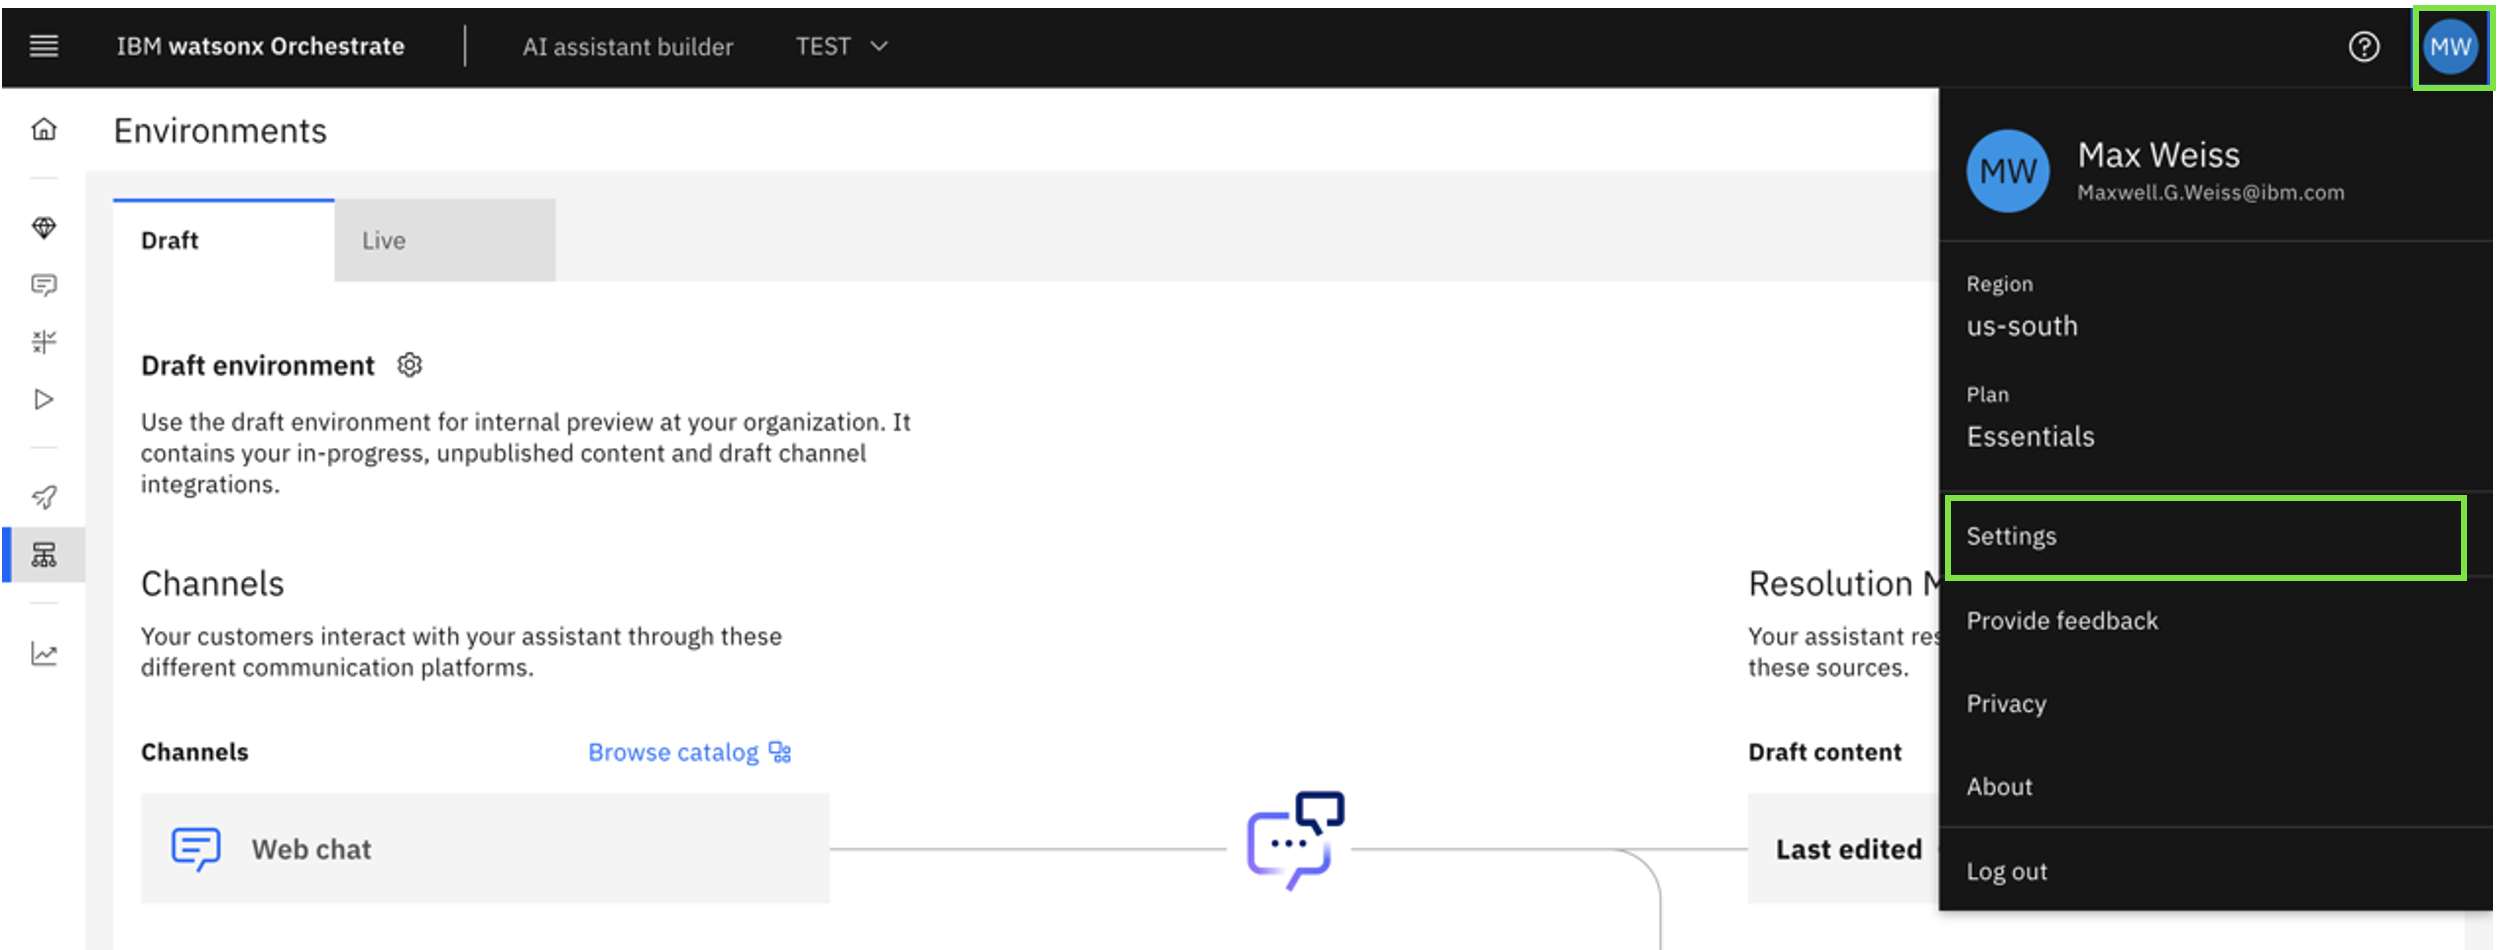 IBM watsonx Orchestrate
AI assistant builder
TEST
MW
Environments
MW
Max Weiss
Maxwell.G.Weiss@ibm.com
Draft
Live
Region
us-south
Plan
Essentials
Draft environment
Use the draft environment for internal preview at your organization. It
contains your in-progress, unpublished content and draft channel
integrations.
Settings
Provide feedback
Privacy
About
Log out
Channels
Your customers interact with your assistant through these
different communication platforms.
Channels
Browse catalog
Web chat
Resolution
Your assistant
these sources.
Draft content
Last edited